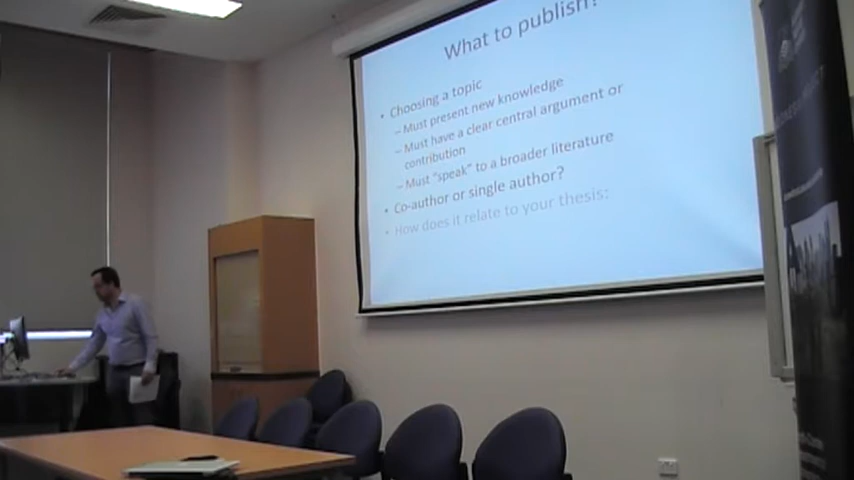 What to publish?
• Choosing a topic
– Must present new knowledge
– Must have a clear central argument or
contribution
– Must "speak" to a broader literature
• Co-author or single author?
• How does it relate to your thesis: